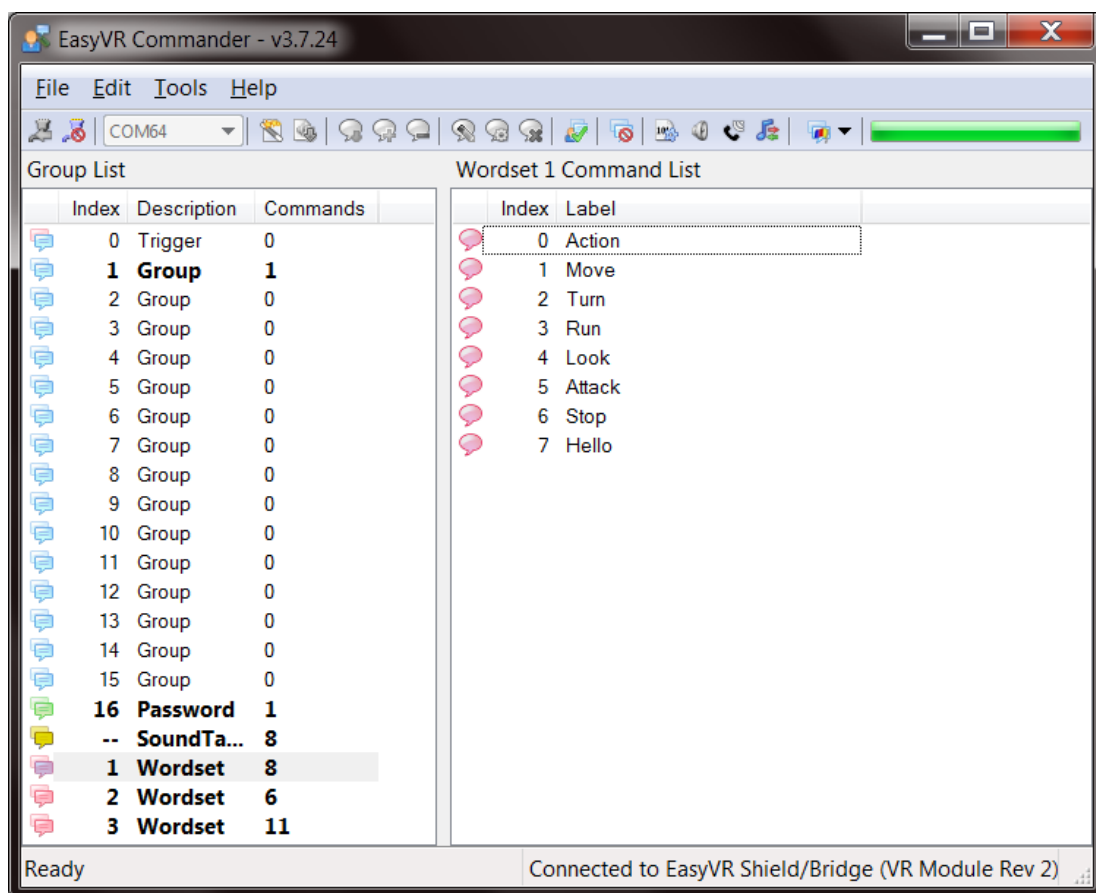 EasyVR Commander - v3.7.24
File Edit Tools Help
COM64
Group List
Index Description Commands
0 Trigger 0
1 Group 1
2 Group 0
3 Group 0
4 Group 0
5 Group 0
6 Group 0
7 Group 0
8 Group 0
9 Group 0
10 Group 0
11 Group 0
12 Group 0
13 Group 0
14 Group 0
15 Group 0
16 Password 1
-- SoundTa... 8
1 Wordset 8
2 Wordset 6
3 Wordset 11
Wordset 1 Command List
Index Label
0 Action
1 Move
2 Turn
3 Run
4 Look
5 Attack
6 Stop
7 Hello
Ready
Connected to EasyVR Shield/Bridge (VR Module Rev 2)